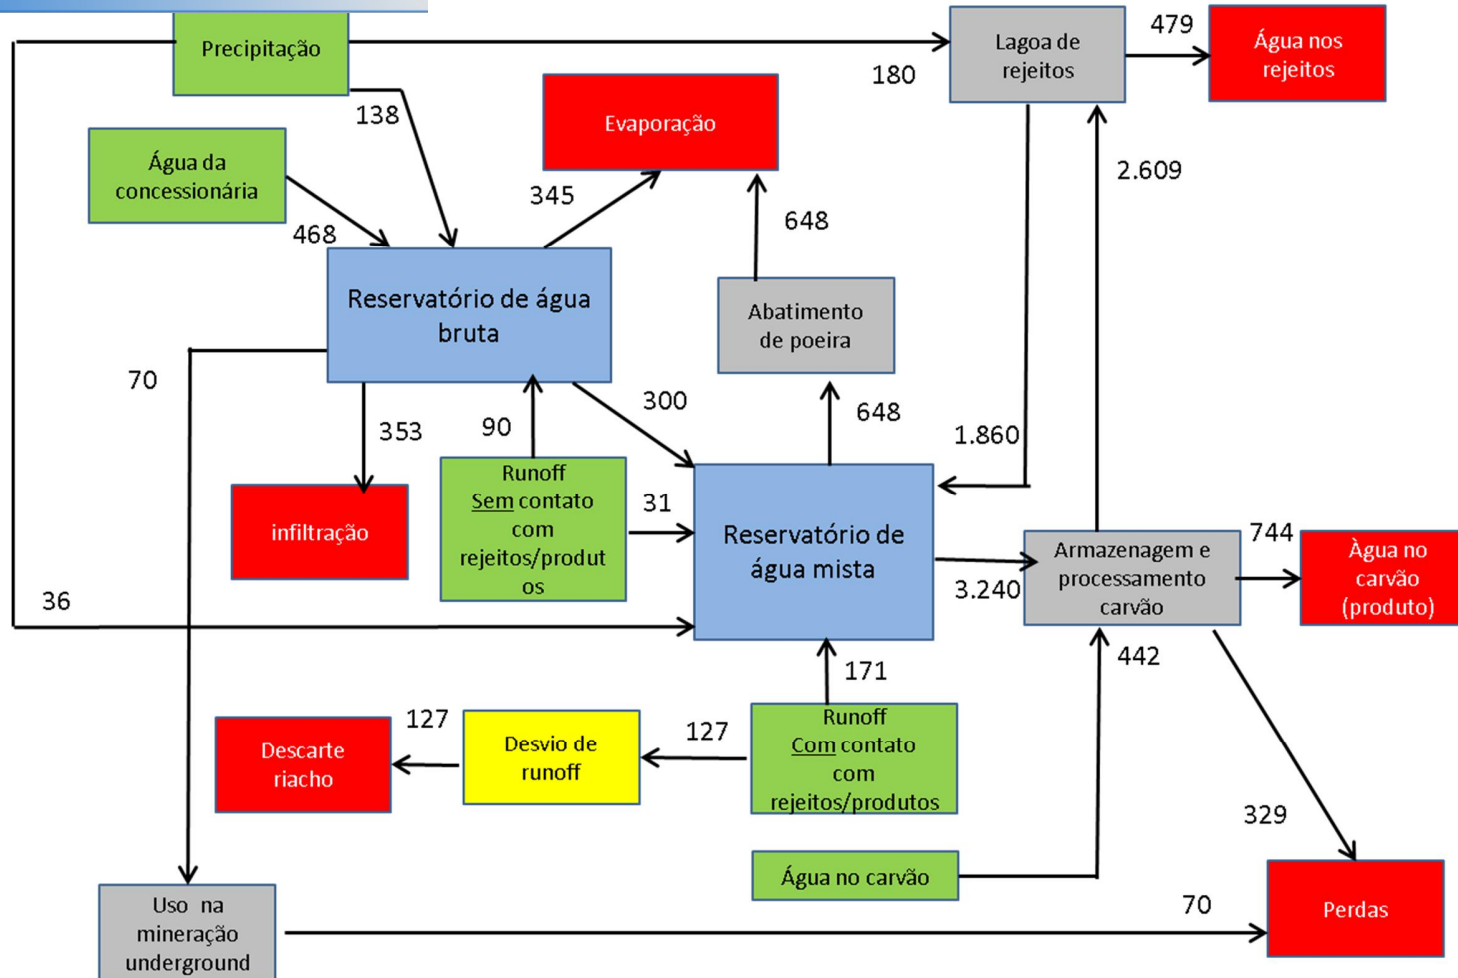 Precipitação
180
Lagoa de
rejeitos
479
Água nos
rejeitos
138
Evaporação
Água da
concessionária
468
345
648
2.609
Reservatório de água
bruta
Abatimento
de poeira
70
353
90
300
648
1.860
infiltração
Runoff
Sem contato
com
rejeitos/produt
os
31
Reservatório de
água mista
3.240
Armazenagem e
processamento
carvão
744
Àgua no
carvão
(produto)
36
171
442
Descarte
riacho
127
Desvio de
runoff
127
Runoff
Com contato
com
rejeitos/produtos
329
Água no carvão
Uso na
mineração
underground
70
Perdas